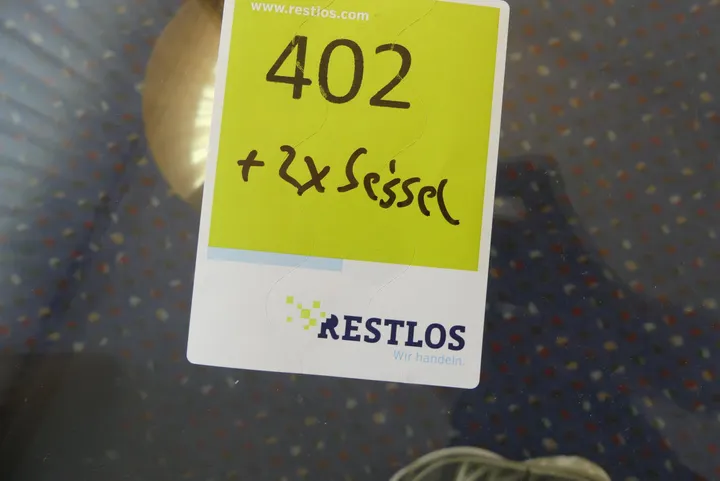 www.restlos.com
402
+ 2x Sessel
RESTLOS
Wir handeln.